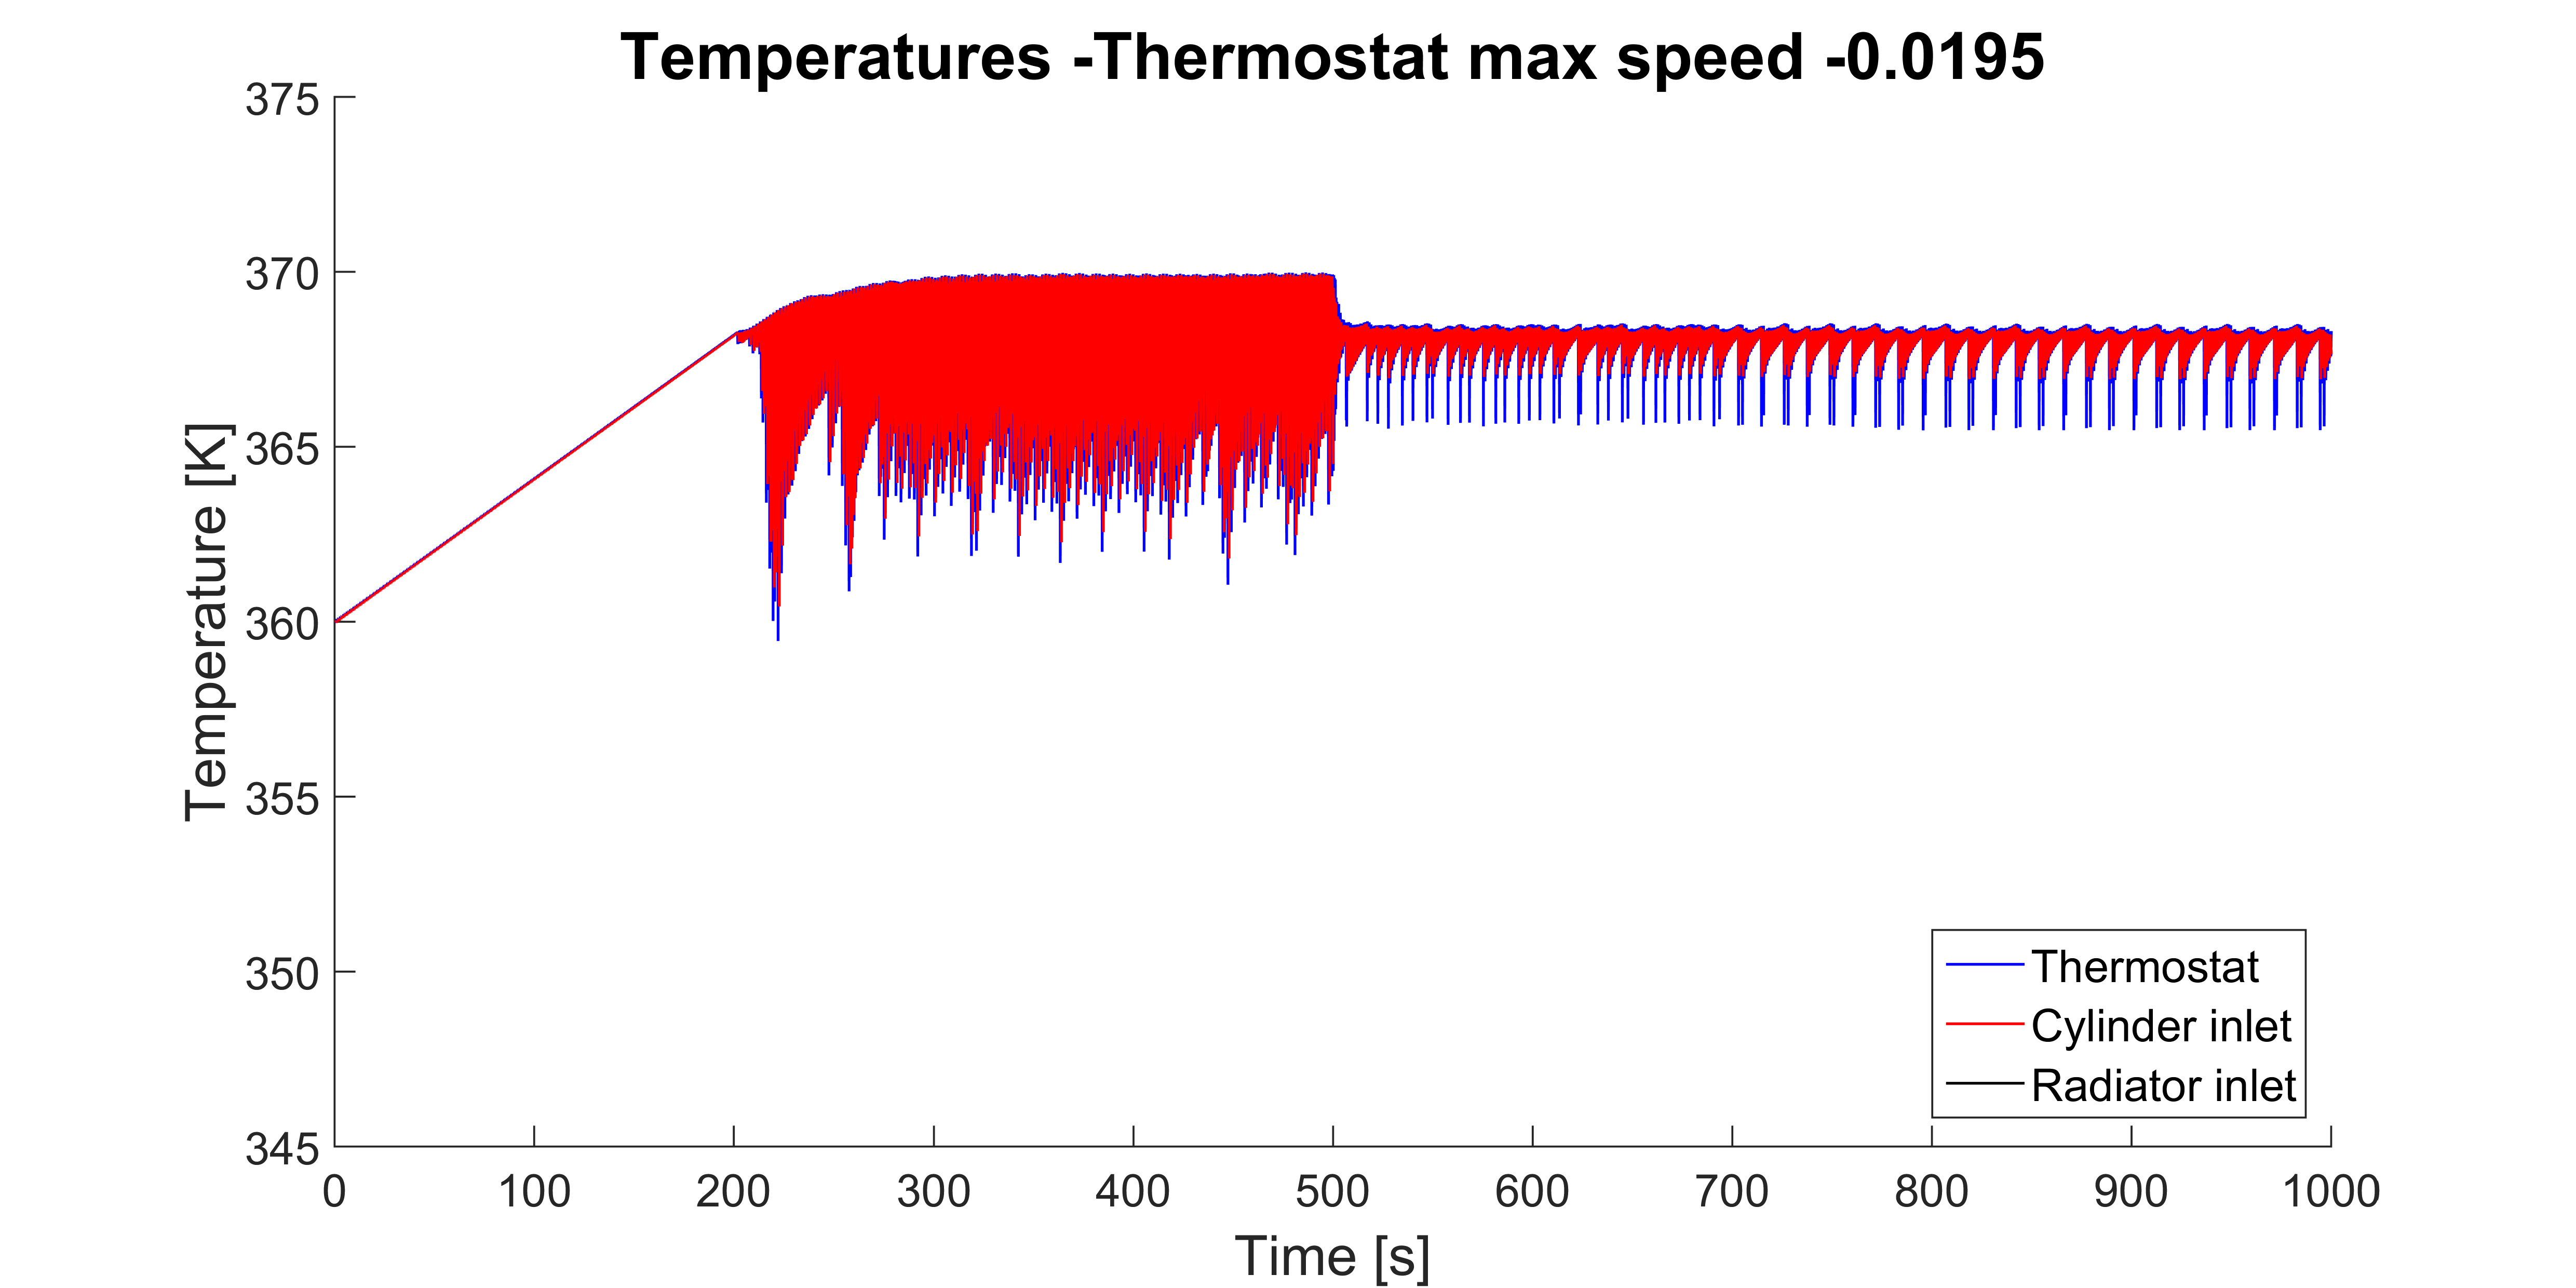 Temperatures -Thermostat max speed -0.0195
375
370
365
360
355
350
345
Temperature [K]
Thermostat
Cylinder inlet
Radiator inlet
0 100 200 300 400 500 600 700 800 900 1000
Time [s]